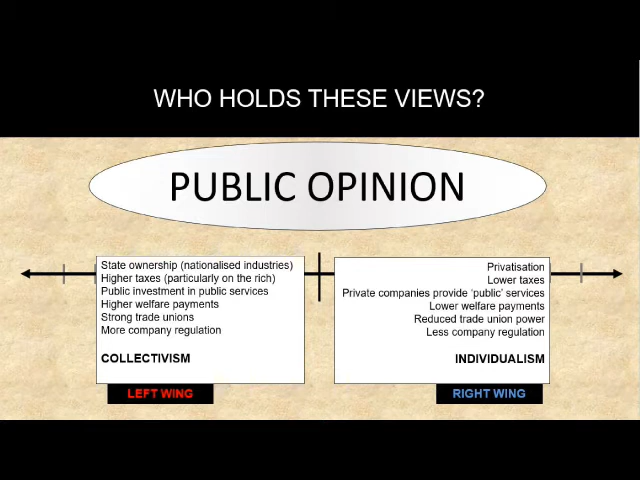 WHO HOLDS THESE VIEWS?
PUBLIC OPINION
State ownership (nationalised industries)
Higher taxes (particularly on the rich)
Public investment in public services
Higher welfare payments
Strong trade unions
More company regulation
COLLECTIVISM
LEFT WING
Privatisation
Lower taxes
Private companies provide ‘public’ services
Lower welfare payments
Reduced trade union power
Less company regulation
INDIVIDUALISM
RIGHT WING